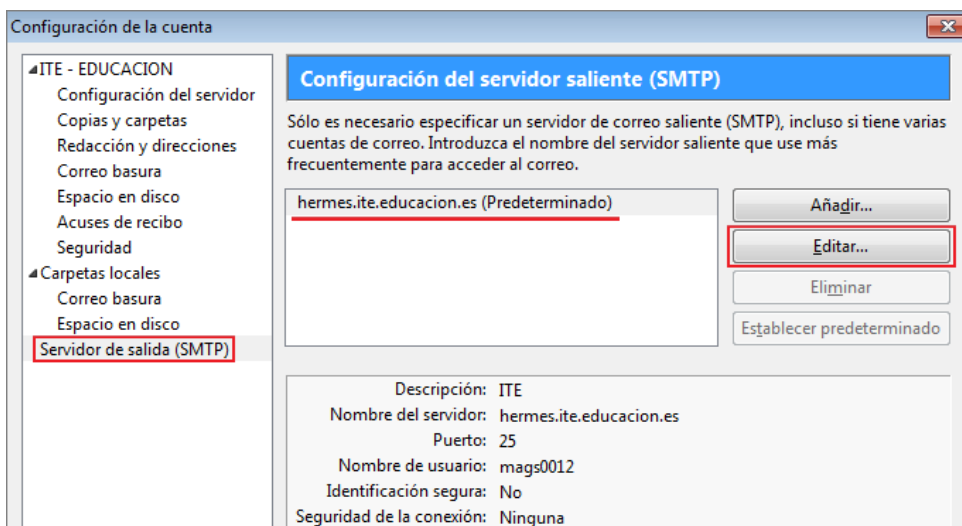 Configuración de la cuenta
ITE - EDUCACION
Configuración del servidor
Copias y carpetas
Redacción y direcciones
Correo basura
Espacio en disco
Acuses de recibo
Seguridad
Carpetas locales
Correo basura
Espacio en disco
Servidor de salida (SMTP)
Configuración del servidor saliente (SMTP)
Sólo es necesario especificar un servidor de correo saliente (SMTP), incluso si tiene varias
cuentas de correo. Introduzca el nombre del servidor saliente que use más
frecuentemente para acceder al correo.
hermes.ite.educacion.es (Predeterminado)
Añadir...
Editar...
Eliminar
Establecer predeterminado
Descripción: ITE
Nombre del servidor: hermes.ite.educacion.es
Puerto: 25
Nombre de usuario: mags0012
Identificación segura: No
Seguridad de la conexión: Ninguna